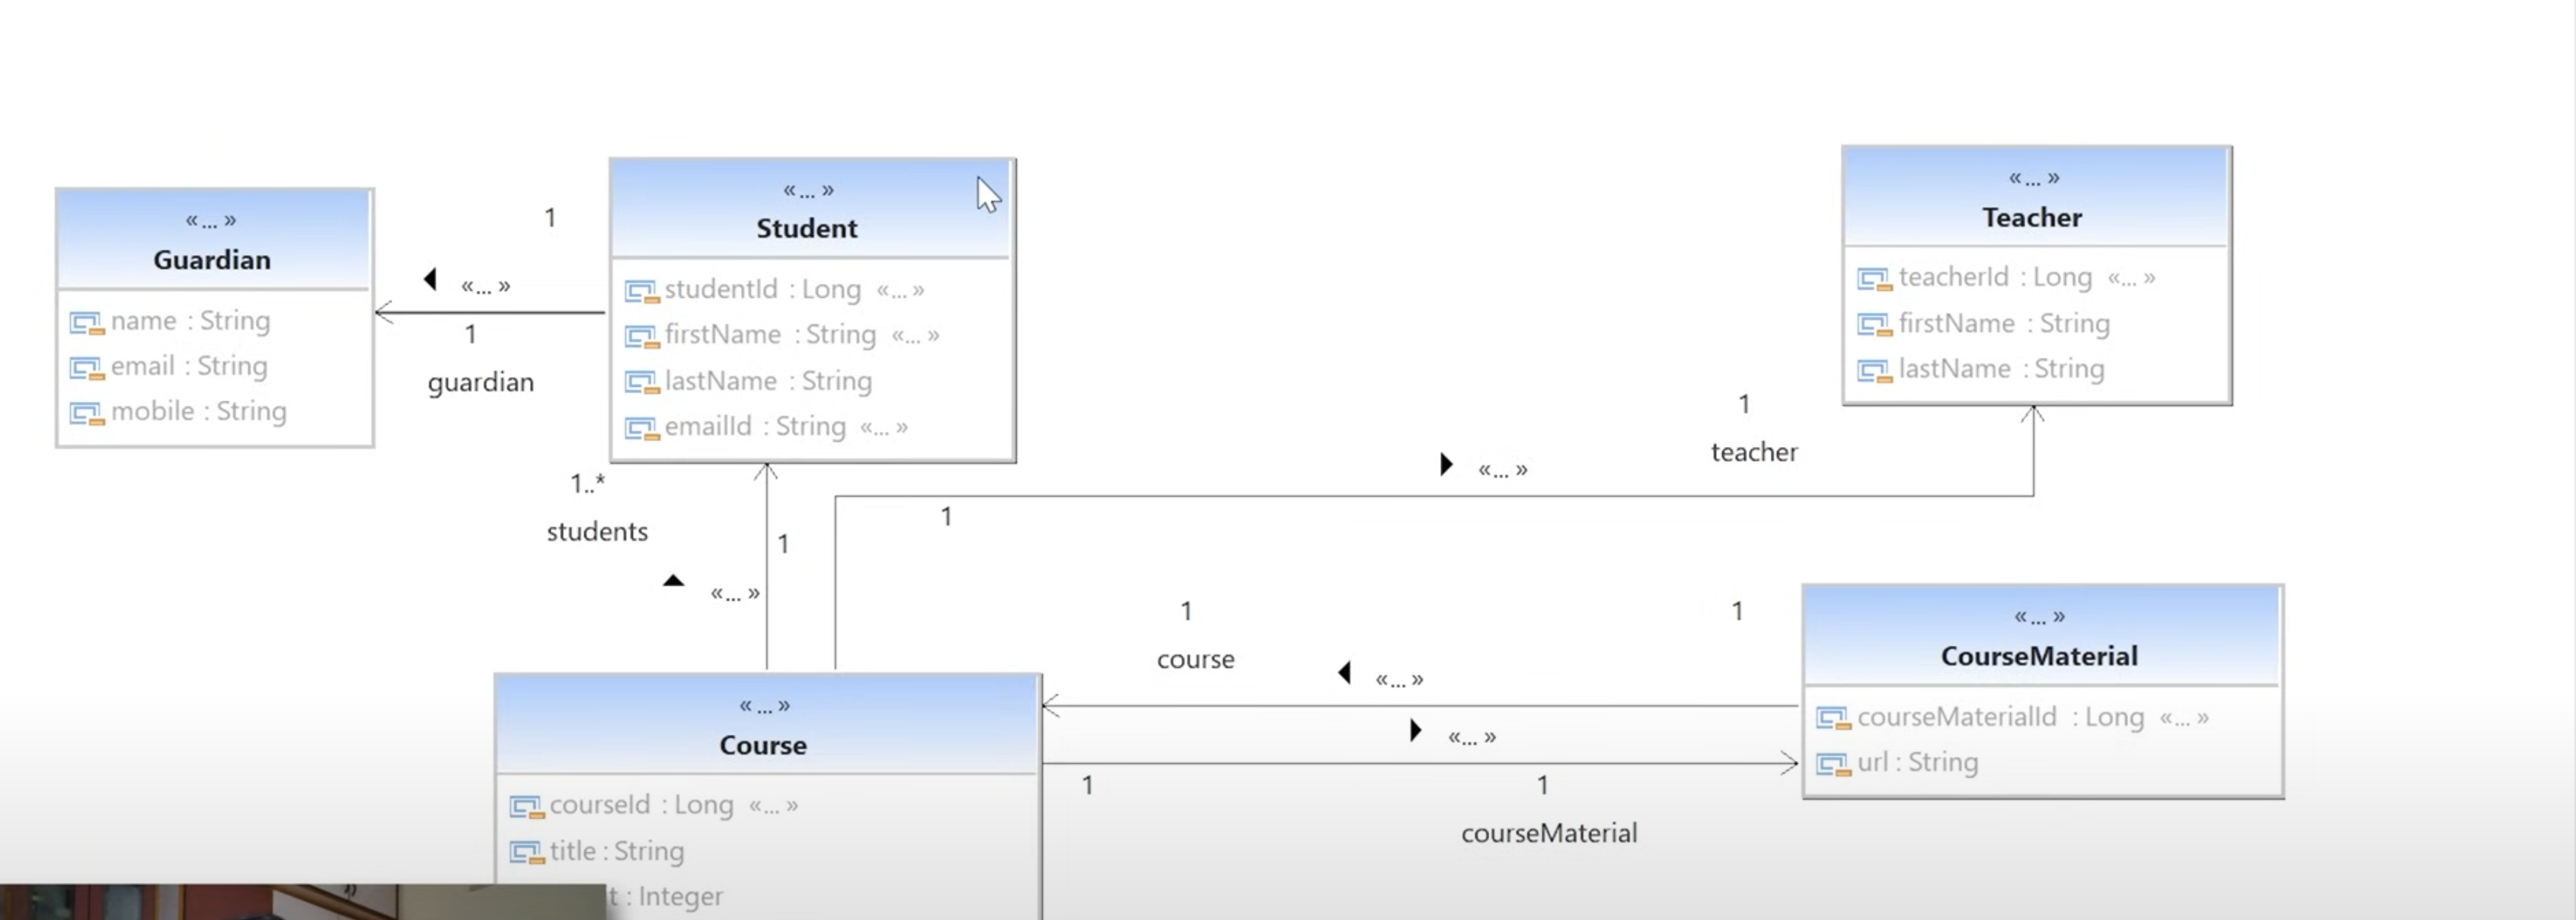 «... »
Guardian
name : String
email : String
mobile : String
1
«... »
1
guardian
«... »
Student
studentId : Long «... »
firstName : String «... »
lastName : String
emailId : String «... »
«... »
Teacher
teacherId : Long «... »
firstName : String
lastName : String
1
teacher
«... »
1
1..*
students
1
«... »
1
course
1
«... »
«... »
1
1
courseMaterial
«... »
CourseMaterial
courseMaterialId : Long «... »
url : String
«... »
Course
courseId : Long «... »
title : String
t : Integer